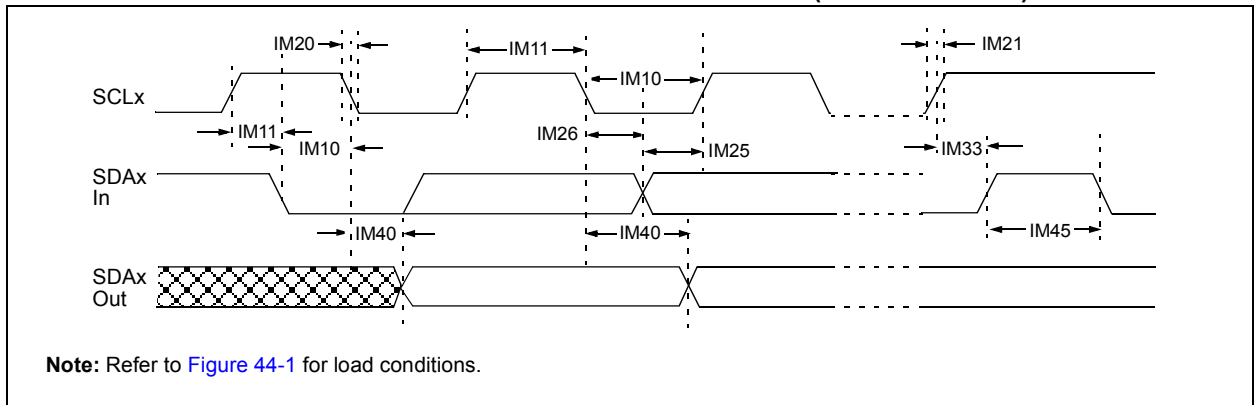 IM20
IM11
IM21
IM10
SCLx
IM11
IM26
IM10
IM25
IM33
SDAx
In
IM40
IM40
IM45
SDAx
Out
Note: Refer to Figure 44-1 for load conditions.